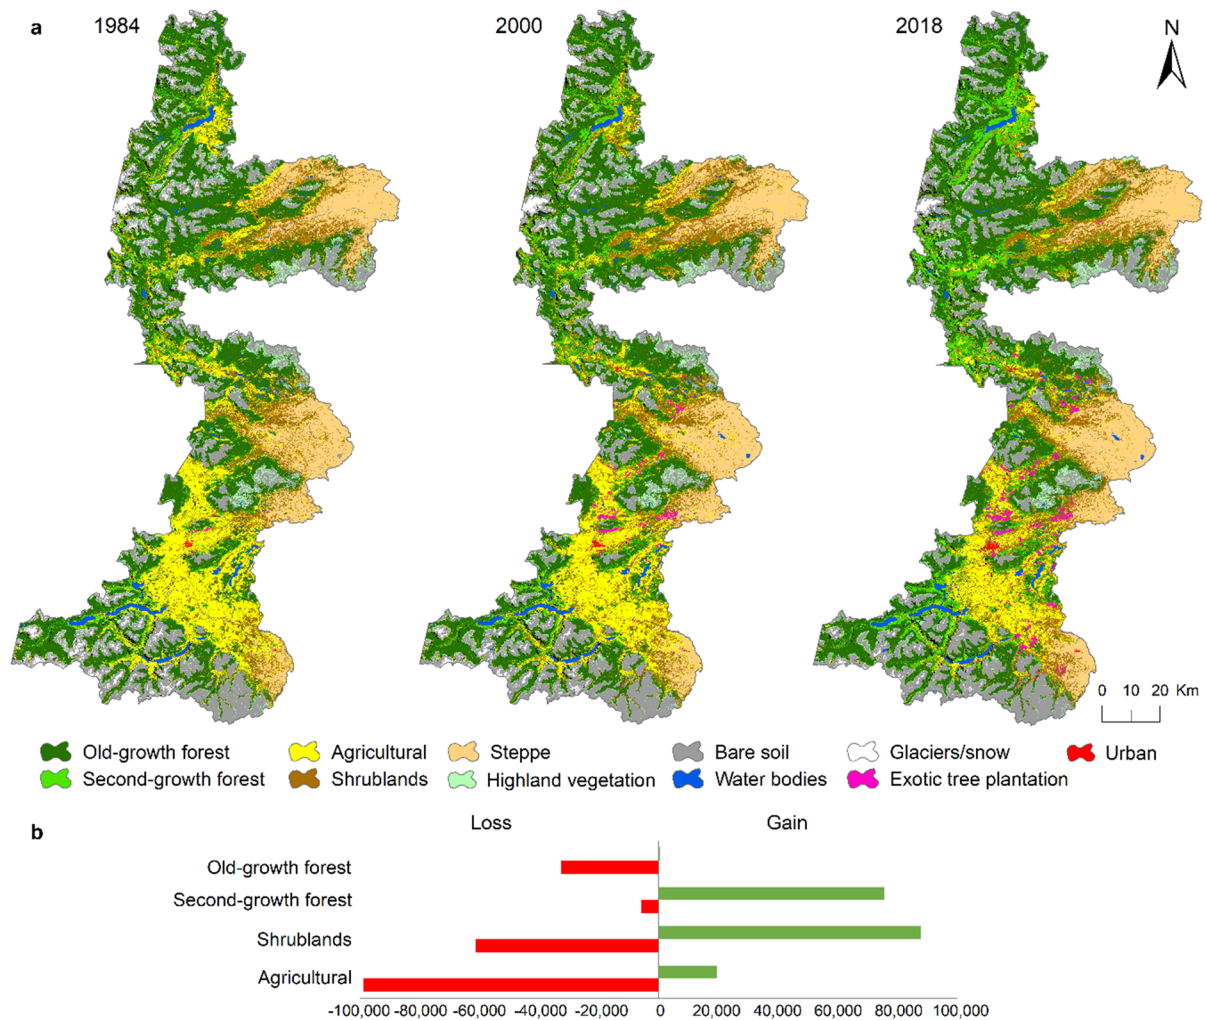 a
1984
2000
2018
N
0 10 20 Km
Old-growth forest
Agricultural
Steppe
Bare soil
Glaciers/snow
Urban
Second-growth forest
Shrublands
Highland vegetation
Water bodies
Exotic tree plantation
b
Loss
Gain
Old-growth forest
Second-growth forest
Shrublands
Agricultural
-100,000 -80,000 -60,000 -40,000 -20,000 0 20,000 40,000 60,000 80,000 100,000